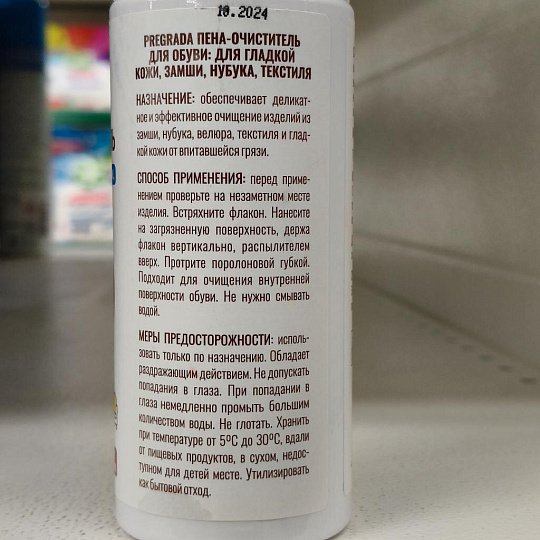 10.2024
PREGRADA ПЕНА-ОЧИСТИТЕЛЬ
ДЛЯ ОБУВИ: ДЛЯ ГЛАДКОЙ
КОЖИ, ЗАМШИ, НУБУКА, ТЕКСТИЛЯ
НАЗНАЧЕНИЕ: обеспечивает деликат-
ное и эффективное очищение изделий из
замши, нубука, велюра, текстиля и глад-
кой кожи от впитавшейся грязи.
СПОСОБ ПРИМЕНЕНИЯ: перед приме-
нением проверьте на незаметном месте
изделия. Встряхните флакон. Нанесите
на загрязненную поверхность, держа
флакон вертикально, распылителем
вверх. Протрите поролоновой губкой.
Подходит для очищения внутренней
поверхности обуви. Не нужно смывать
водой.
МЕРЫ ПРЕДОСТОРОЖНОСТИ: исполь-
зовать только по назначению. Обладает
раздражающим действием. Не допускать
попадания в глаза. При попадании в
глаза немедленно промыть большим
количеством воды. Не глотать. Хранить
при температуре от 5ºC до 30ºC, вдали
от пищевых продуктов, в сухом, недос-
тупном для детей месте. Утилизировать
как бытовой отход.